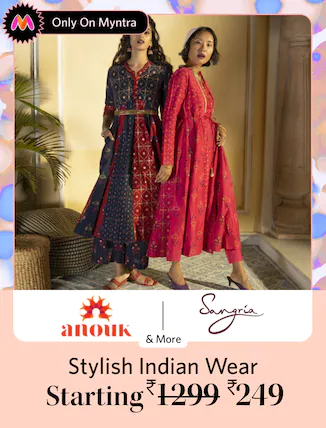 Only On Myntra
anouk
Sangria
& More
Stylish Indian Wear
Starting ₹1299 ₹249